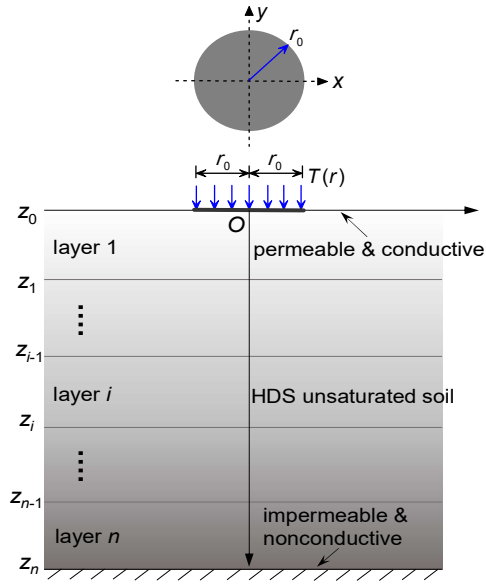 y
r₀
x
r₀ r₀ T(r)
z₀
O
permeable & conductive
layer 1
z₁
zᵢ₋₁
layer i
HDS unsaturated soil
zᵢ
zₙ₋₁
impermeable &
nonconductive
layer n
zₙ